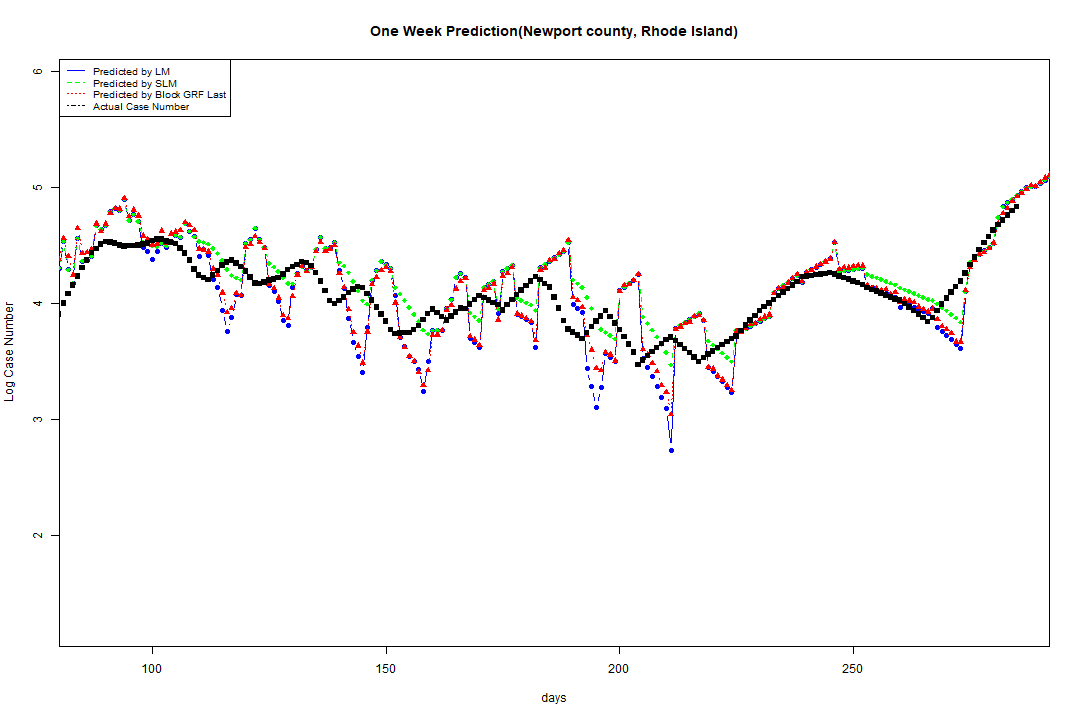 One Week Prediction(Newport county, Rhode Island)
Predicted by LM
Predicted by SLM
Predicted by Block GRF Last
Actual Case Number
6
5
4
3
2
Log Case Number
100
150
200
250
days